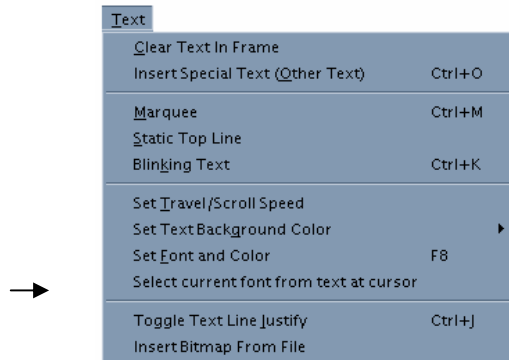 Text
Clear Text In Frame
Insert Special Text (Other Text) Ctrl+O
Marquee Ctrl+M
Static Top Line
Blinking Text Ctrl+K
Set Travel/Scroll Speed
Set Text Background Color
Set Font and Color F8
Select current font from text at cursor
Toggle Text Line Justify Ctrl+J
Insert Bitmap From File